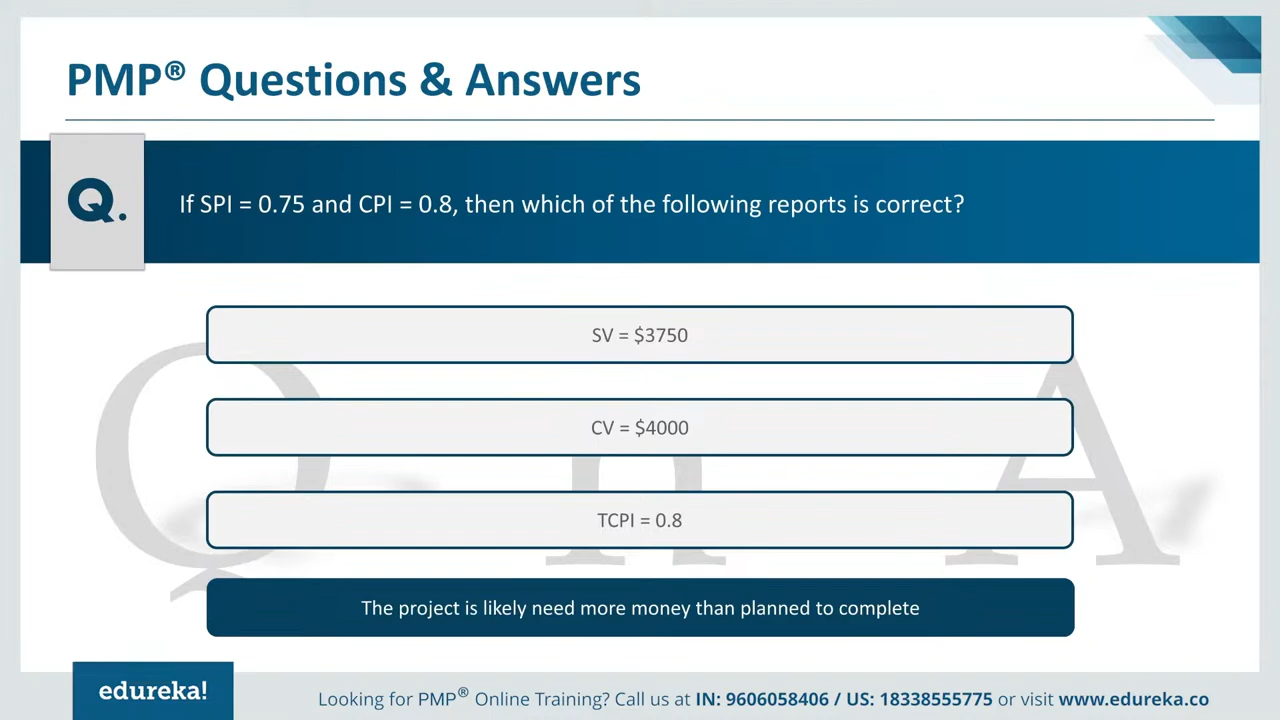 PMP® Questions & Answers
Q.
If SPI = 0.75 and CPI = 0.8, then which of the following reports is correct?
SV = $3750
CV = $4000
TCPI = 0.8
The project is likely need more money than planned to complete
Q n A
edureka!
Looking for PMP® Online Training? Call us at IN: 9606058406 / US: 18338555775 or visit www.edureka.co